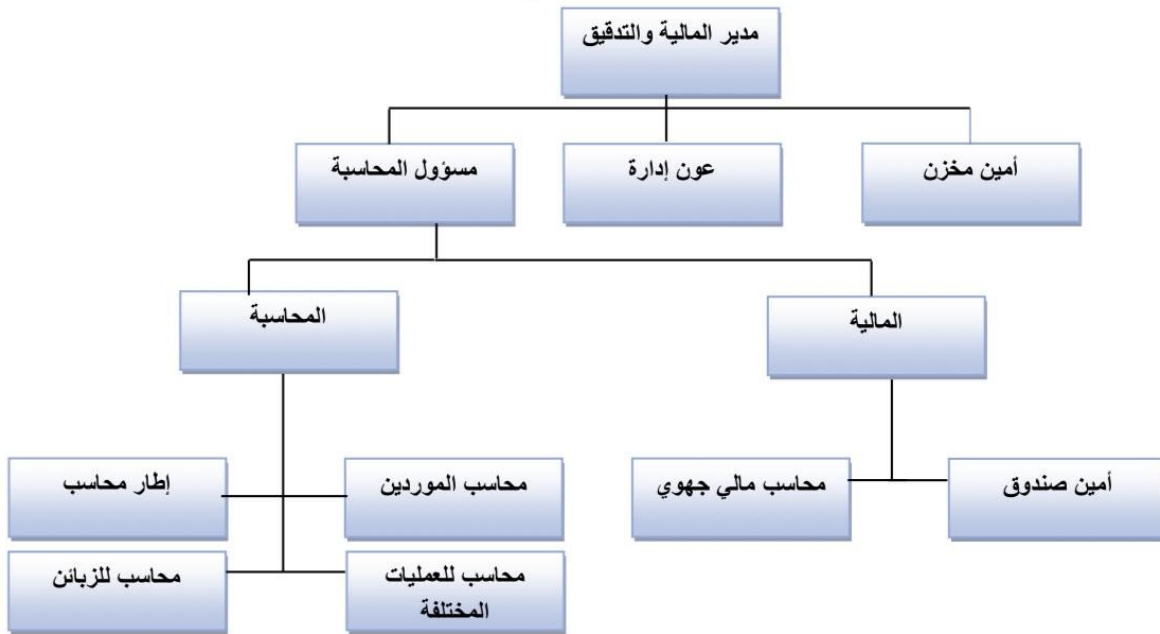 مدير المالية والتدقيق
أمين مخزن
عون إدارة
مسؤول المحاسبة
المالية
المحاسبة
أمين صندوق
محاسب مالي جهوي
محاسب الموردين
إطار محاسب
محاسب للعمليات
المختلفة
محاسب للزبائن